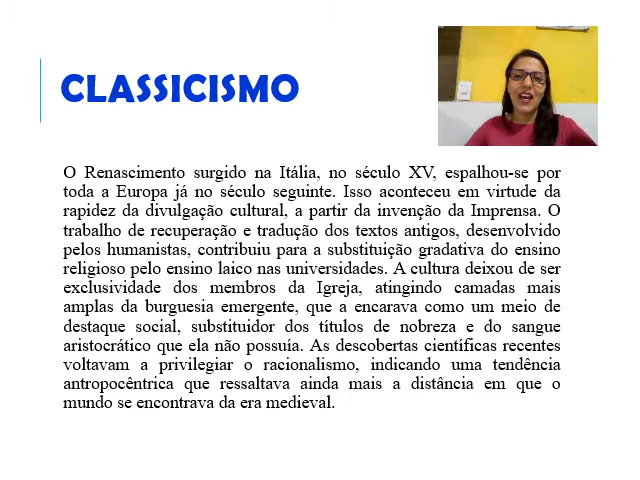 CLASSICISMO
O Renascimento surgido na Itália, no século XV, espalhou-se por
toda a Europa já no século seguinte. Isso aconteceu em virtude da
rapidez da divulgação cultural, a partir da invenção da Imprensa. O
trabalho de recuperação e tradução dos textos antigos, desenvolvido
pelos humanistas, contribuiu para a substituição gradativa do ensino
religioso pelo ensino laico nas universidades. A cultura deixou de ser
exclusividade dos membros da Igreja, atingindo camadas mais
amplas da burguesia emergente, que a encarava como um meio de
destaque social, substituidor dos títulos de nobreza e do sangue
aristocrático que ela não possuía. As descobertas científicas recentes
voltavam a privilegiar o racionalismo, indicando uma tendência
antropocêntrica que ressaltava ainda mais a distância em que o
mundo se encontrava da era medieval.